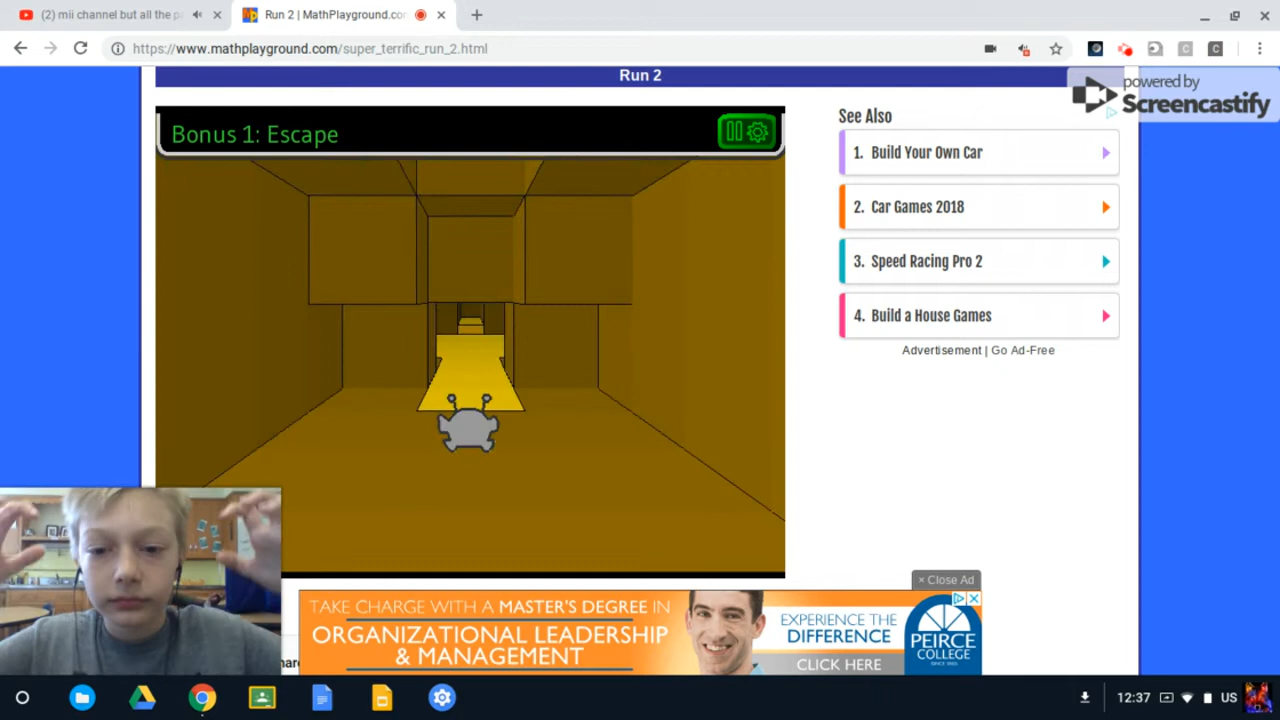 (2) mii channel but all the pa
Run 2 | MathPlayground.com
https://www.mathplayground.com/super_terrific_run_2.html
Run 2
powered by
Screencastify
Bonus 1: Escape
See Also
1. Build Your Own Car
2. Car Games 2018
3. Speed Racing Pro 2
4. Build a House Games
Advertisement | Go Ad-Free
× Close Ad
TAKE CHARGE WITH A MASTER'S DEGREE IN
ORGANIZATIONAL LEADERSHIP
& MANAGEMENT
EXPERIENCE THE
DIFFERENCE
CLICK HERE
PEIRCE
COLLEGE
12:37
US